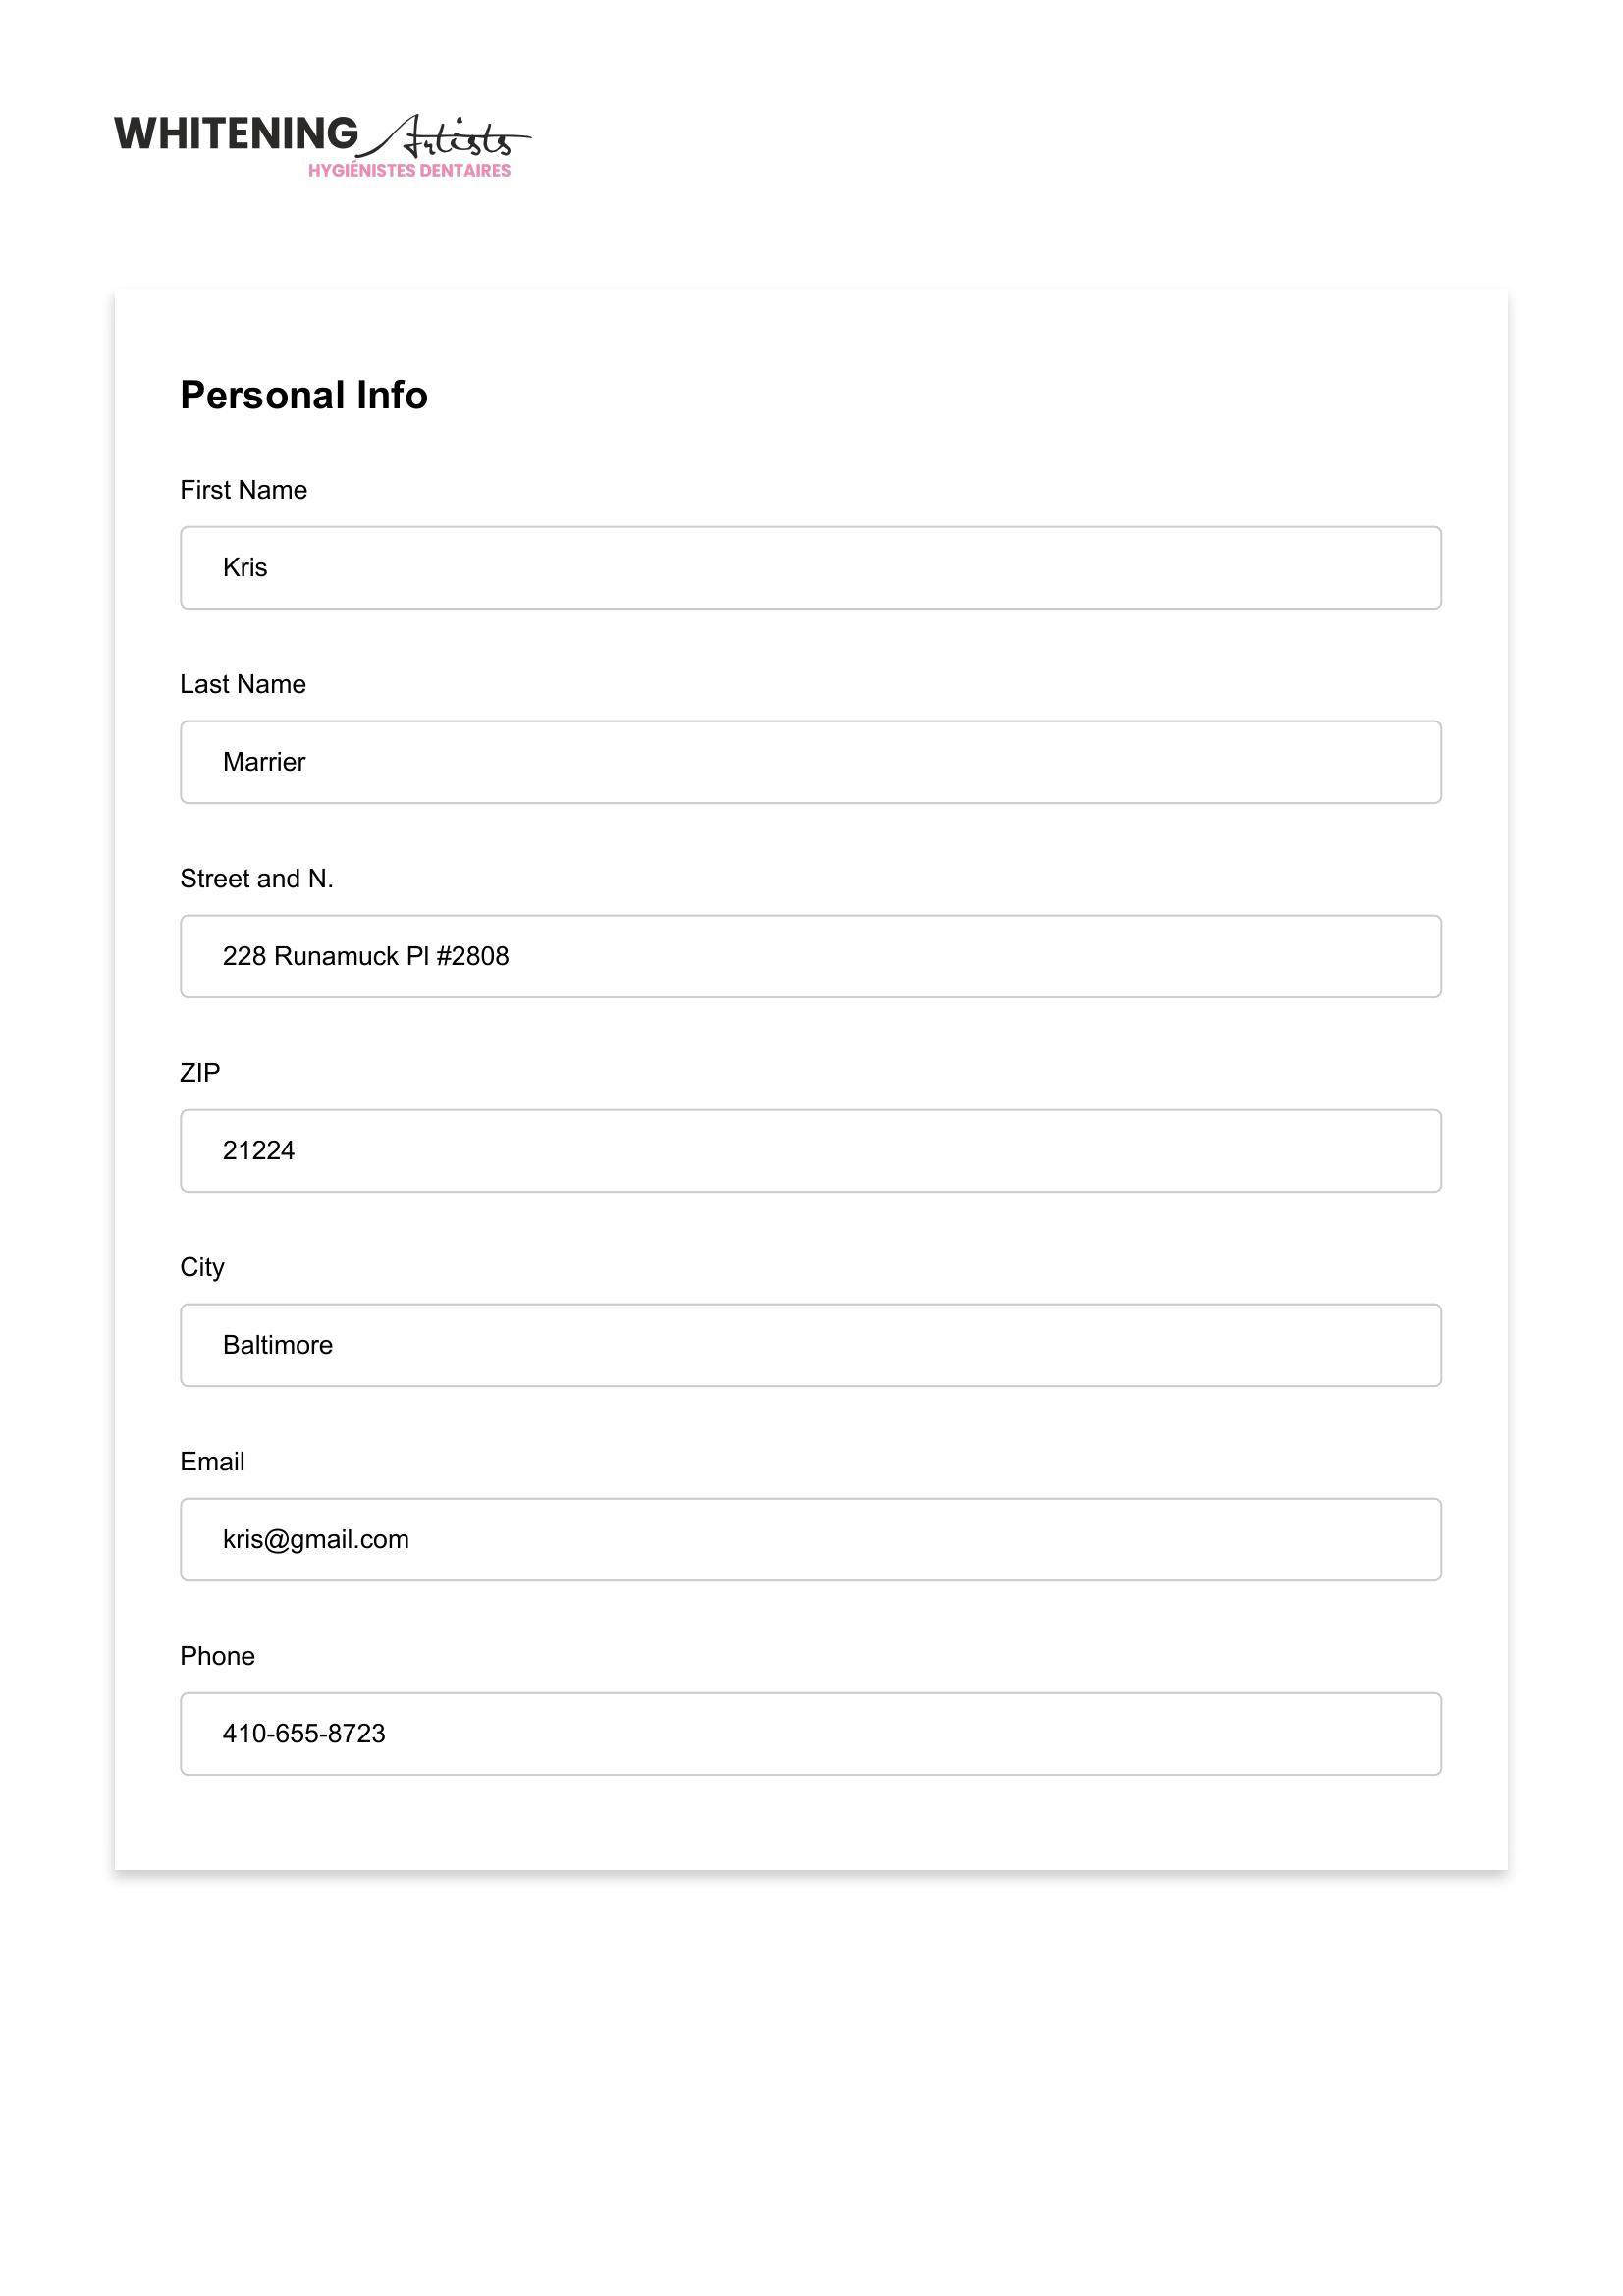 WHITENING Artists
HYGIÉNISTES DENTAIRES
Personal Info
First Name
Kris
Last Name
Marrier
Street and N.
228 Runamuck Pl #2808
ZIP
21224
City
Baltimore
Email
kris@gmail.com
Phone
410-655-8723